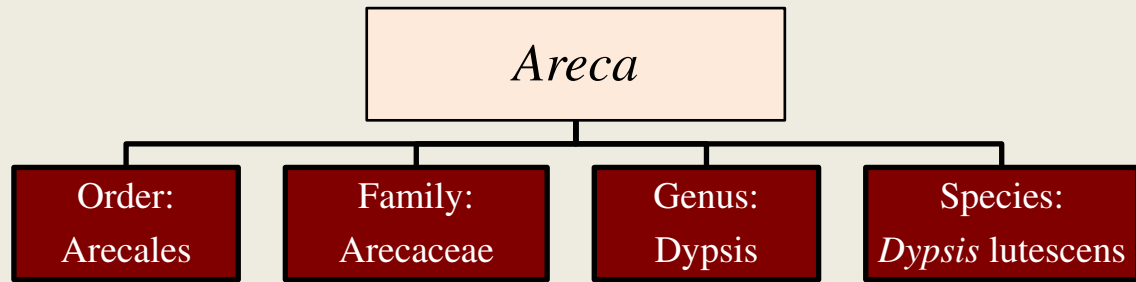 Areca
Order:
Arecales
Family:
Arecaceae
Genus:
Dypsis
Species:
Dypsis lutescens